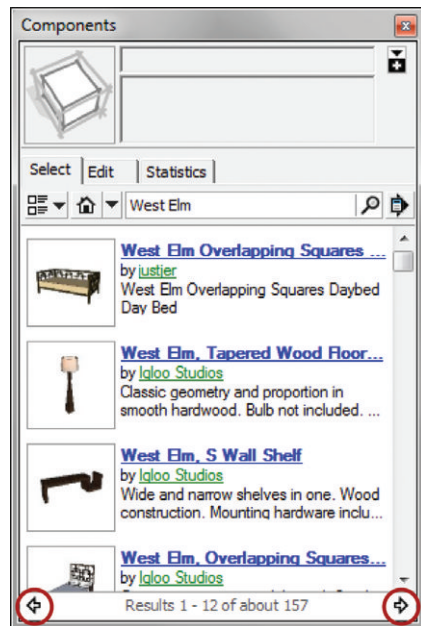 Components
Select Edit Statistics
West Elm
West Elm Overlapping Squares ...
by justjer
West Elm Overlapping Squares Daybed
Day Bed
West Elm, Tapered Wood Floor...
by Igloo Studios
Classic geometry and proportion in
smooth hardwood. Bulb not included. ...
West Elm, S Wall Shelf
by Igloo Studios
Wide and narrow shelves in one. Wood
construction. Mounting hardware inclu...
West Elm, Overlapping Squares...
by Igloo Studios
Results 1 - 12 of about 157